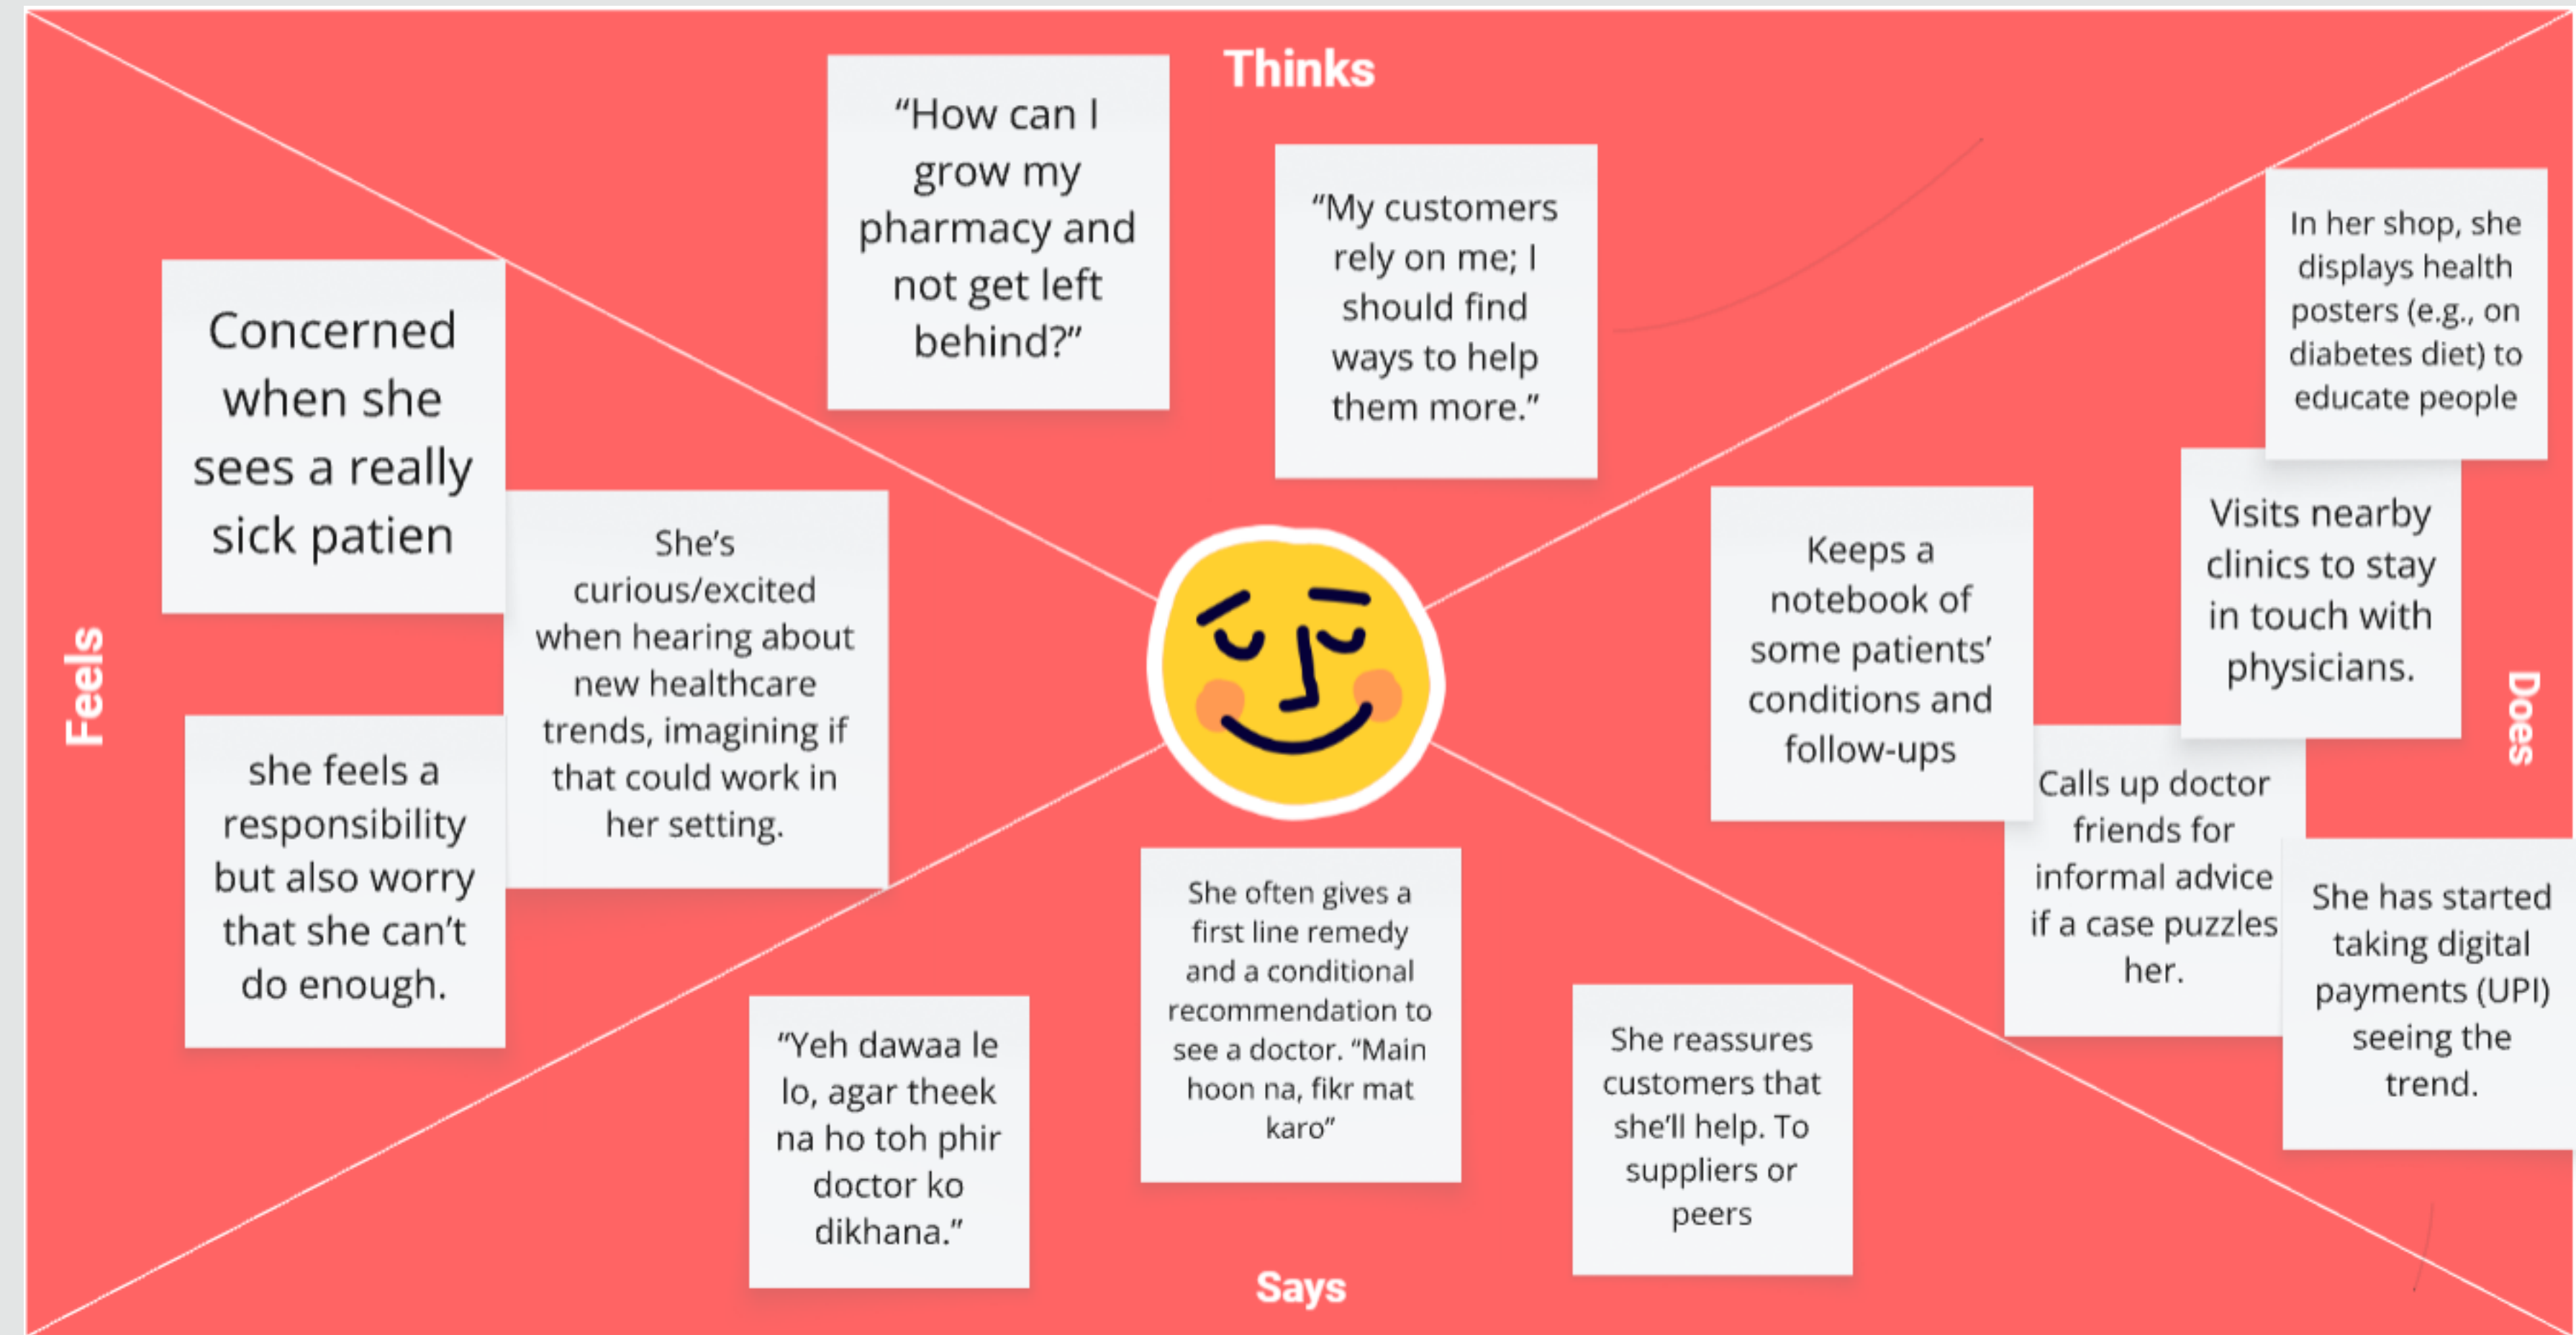 Thinks
“How can I
grow my
pharmacy and
not get left
behind?”
“My customers
rely on me; I
should find
ways to help
them more.”
Feels
Concerned
when she
sees a really
sick patien
She’s
curious/excited
when hearing about
new healthcare
trends, imagining if
that could work in
her setting.
she feels a
responsibility
but also worry
that she can’t
do enough.
Does
In her shop, she
displays health
posters (e.g., on
diabetes diet) to
educate people
Visits nearby
clinics to stay
in touch with
physicians.
Keeps a
notebook of
some patients’
conditions and
follow-ups
Calls up doctor
friends for
informal advice
if a case puzzles
her.
She has started
taking digital
payments (UPI)
seeing the
trend.
“Yeh dawaa le
lo, agar theek
na ho toh phir
doctor ko
dikhana.”
She often gives a
first line remedy
and a conditional
recommendation to
see a doctor. “Main
hoon na, fikr mat
karo”
She reassures
customers that
she’ll help. To
suppliers or
peers
Says